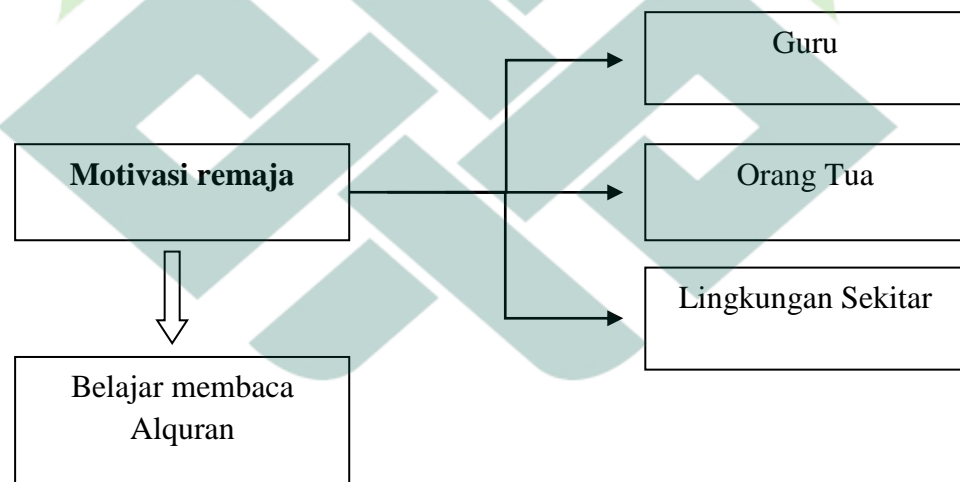 Guru
Motivasi remaja
Orang Tua
Lingkungan Sekitar
Belajar membaca
Alquran